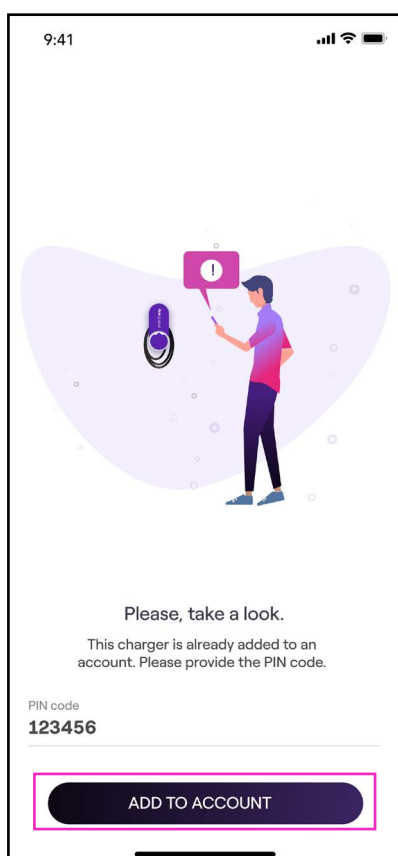 9:41
!
Please, take a look.
This charger is already added to an
account. Please provide the PIN code.
PIN code
123456
ADD TO ACCOUNT